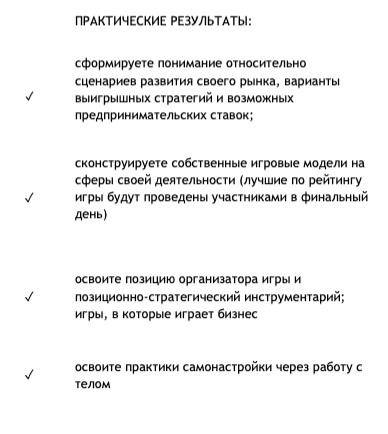 ПРАКТИЧЕСКИЕ РЕЗУЛЬТАТЫ:
сформируете понимание относительно
сценариев развития своего рынка, варианты
✓ выигрышных стратегий и возможных
предпринимательских ставок;
сконструируете собственные игровые модели на
сферы своей деятельности (лучшие по рейтингу
✓ игры будут проведены участниками в финальный
день)
освоите позицию организатора игры и
✓ позиционно-стратегический инструментарий;
игры, в которые играет бизнес
✓ освоите практики самонастройки через работу с
телом